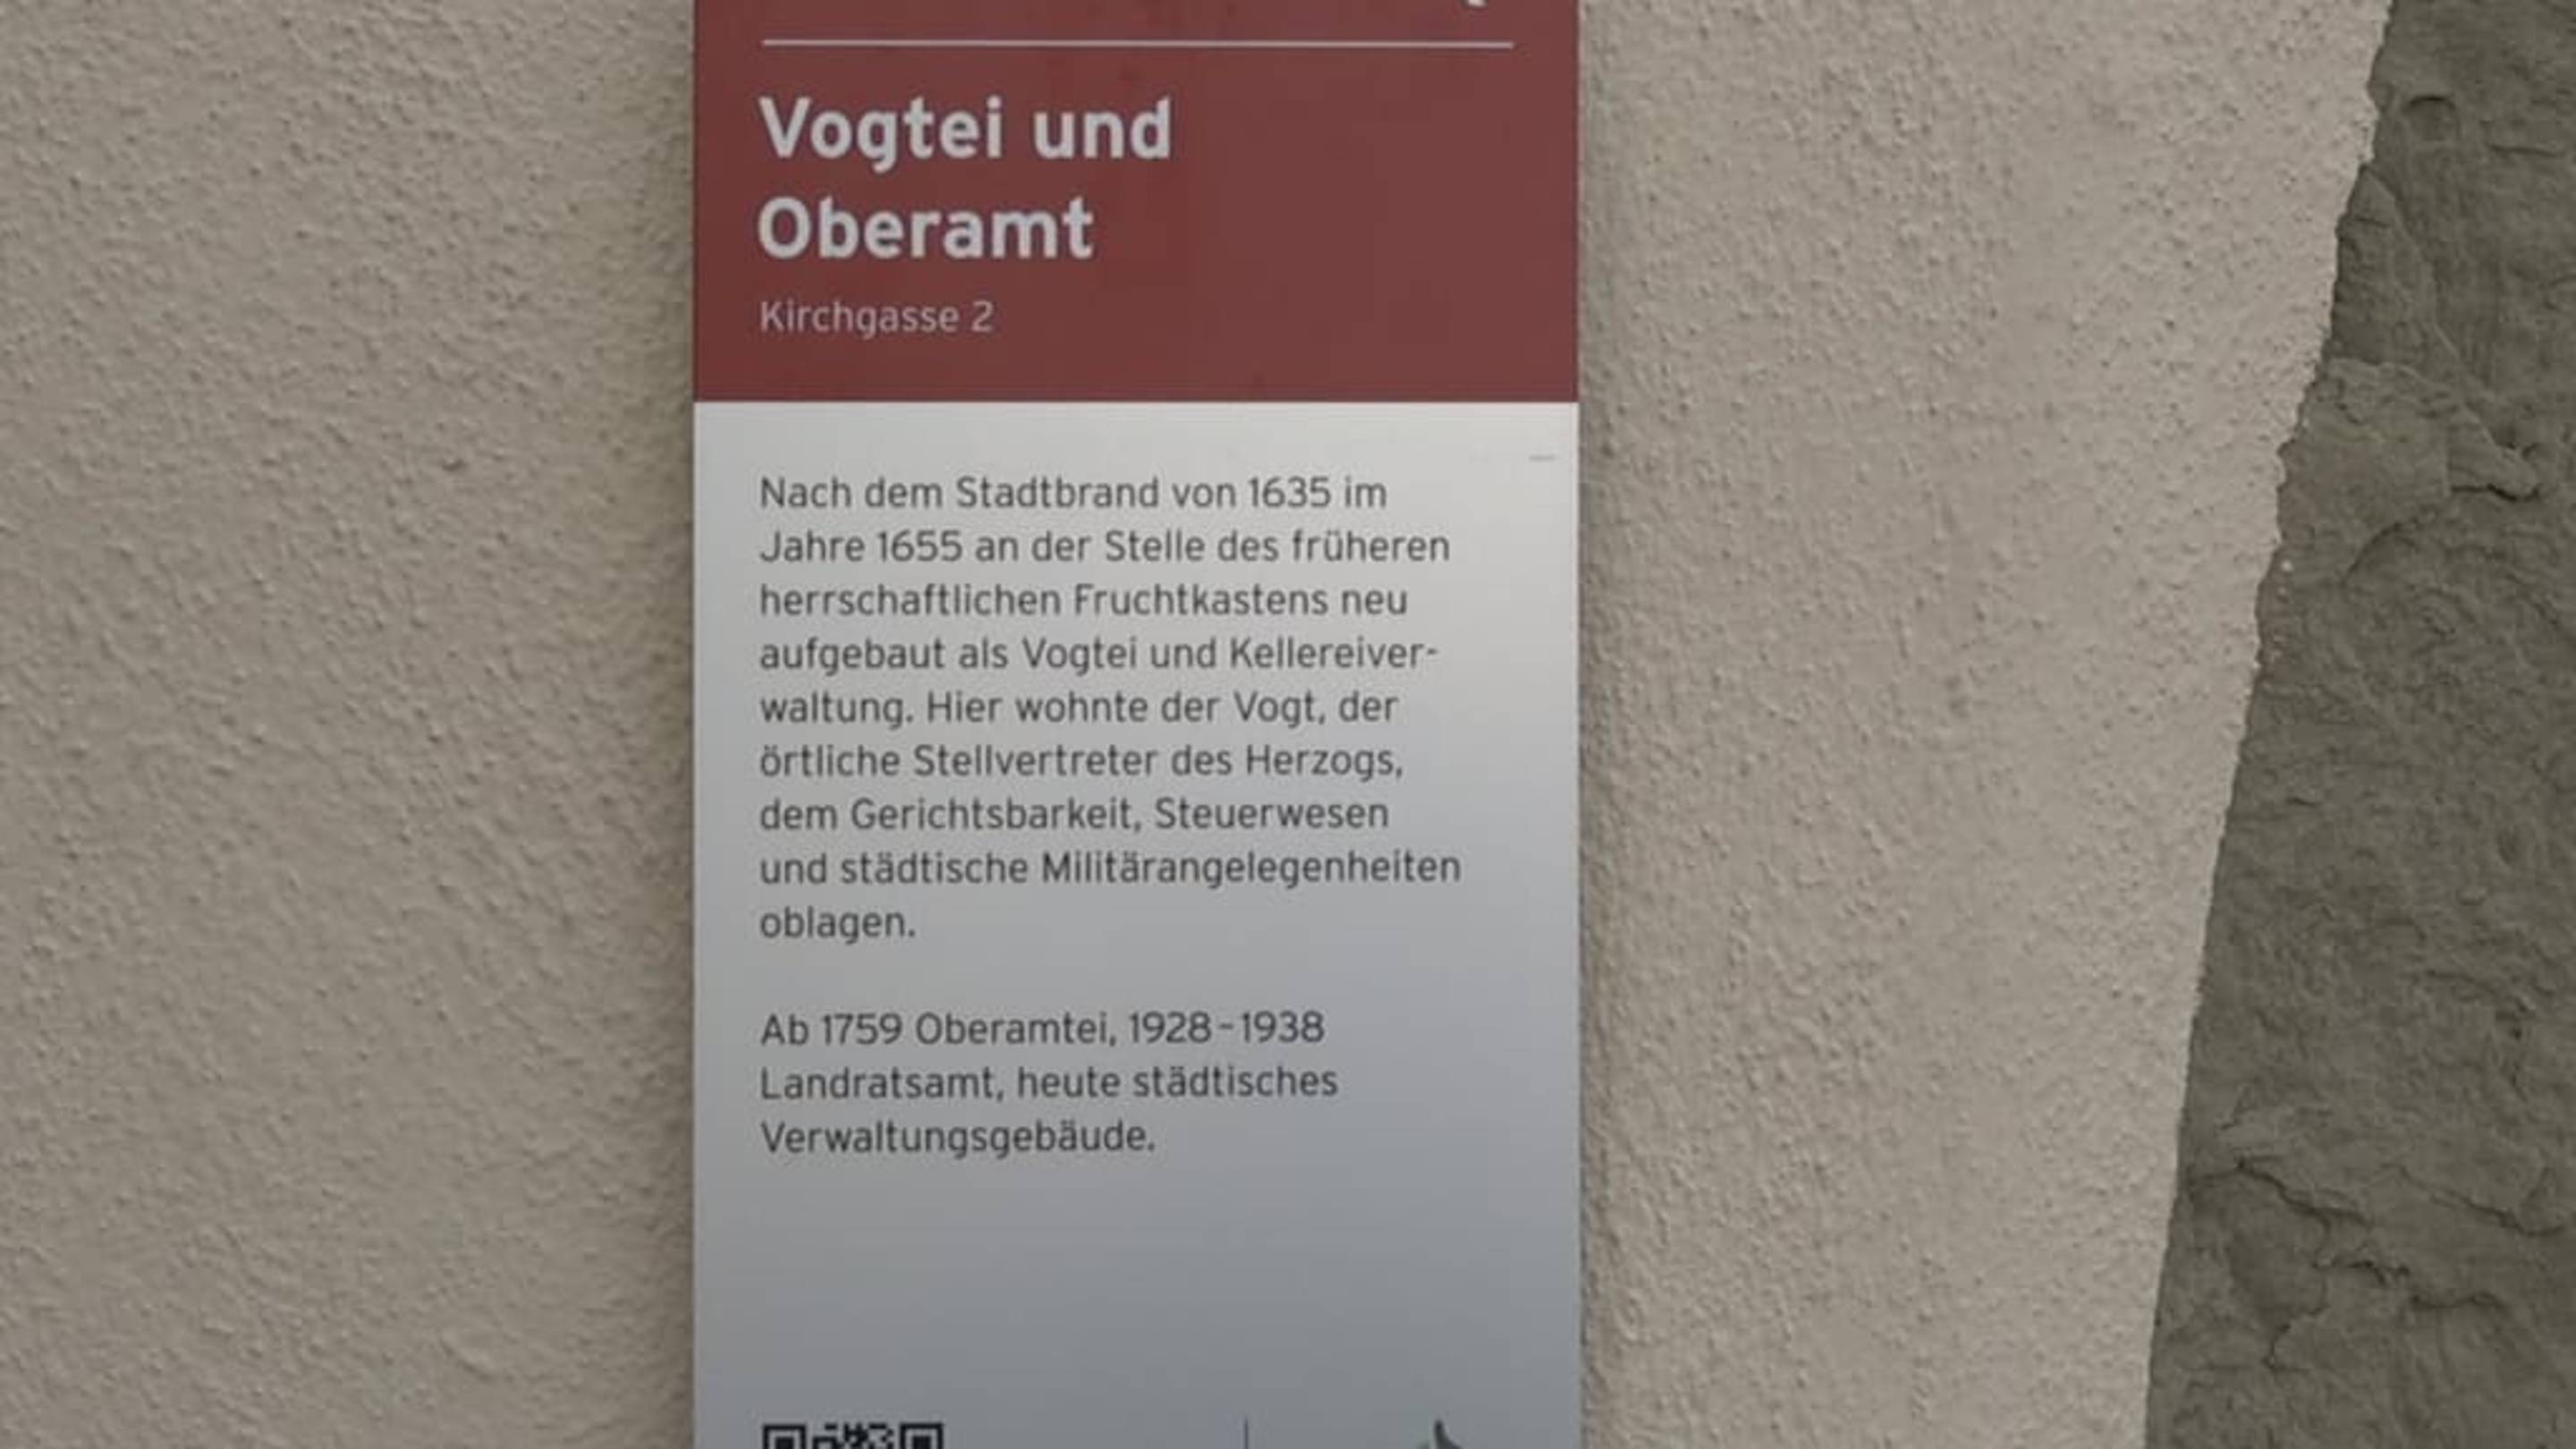 Vogtei und
Oberamt
Kirchgasse 2
Nach dem Stadtbrand von 1635 im
Jahre 1655 an der Stelle des früheren
herrschaftlichen Fruchtkastens neu
aufgebaut als Vogtei und Kellereiver-
waltung. Hier wohnte der Vogt, der
örtliche Stellvertreter des Herzogs,
dem Gerichtsbarkeit, Steuerwesen
und städtische Militärangelegenheiten
oblagen.
Ab 1759 Oberamtei, 1928–1938
Landratsamt, heute städtisches
Verwaltungsgebäude.